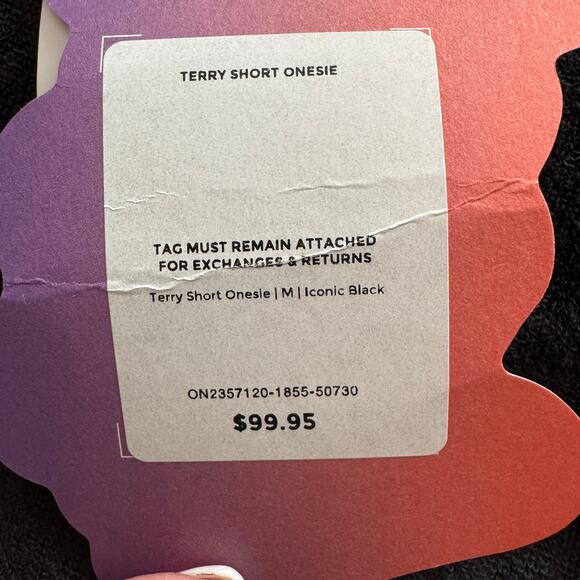 TERRY SHORT ONESIE
TAG MUST REMAIN ATTACHED
FOR EXCHANGES & RETURNS
Terry Short Onesie | M | Iconic Black
ON2357120-1855-50730
$99.95